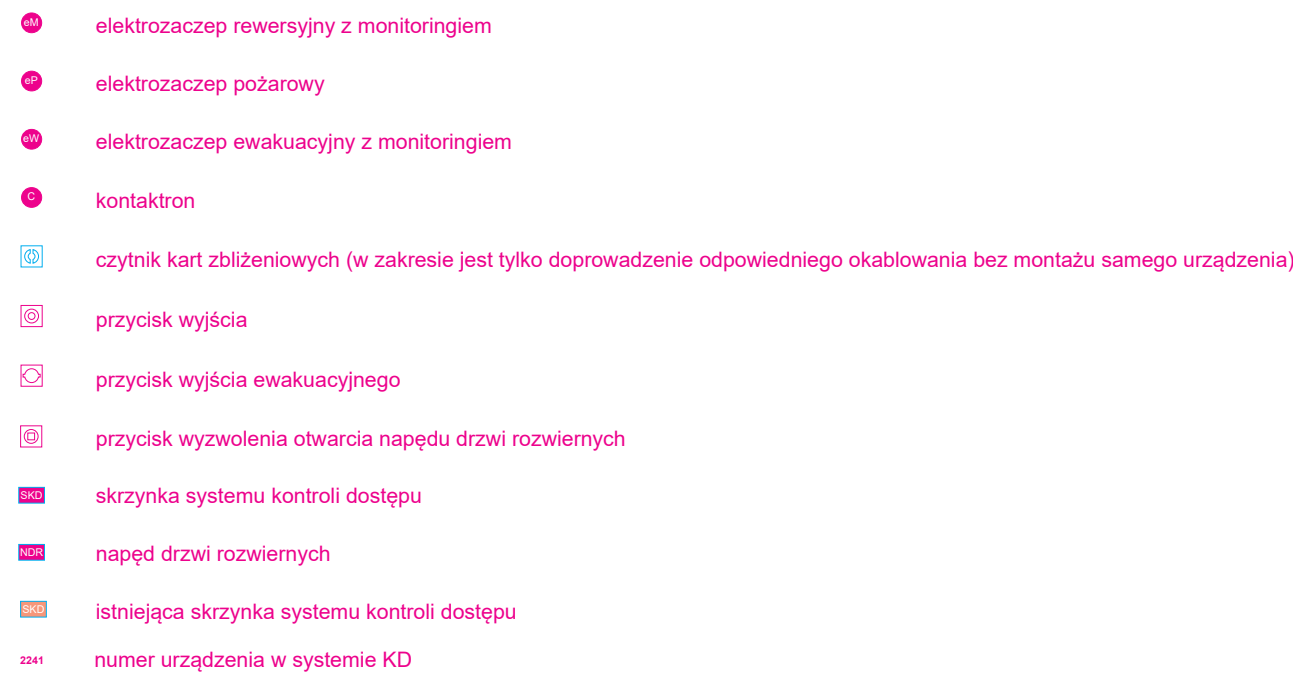 eM elektrozaczep rewersyjny z monitoringiem
eP elektrozaczep pożarowy
eW elektrozaczep ewakuacyjny z monitoringiem
C kontaktron
czytnik kart zbliżeniowych (w zakresie jest tylko doprowadzenie odpowiedniego okablowania bez montażu samego urządzenia)
przycisk wyjścia
przycisk wyjścia ewakuacyjnego
przycisk wyzwolenia otwarcia napędu drzwi rozwiernych
SKD skrzynka systemu kontroli dostępu
NDR napęd drzwi rozwiernych
SKD istniejąca skrzynka systemu kontroli dostępu
2241 numer urządzenia w systemie KD